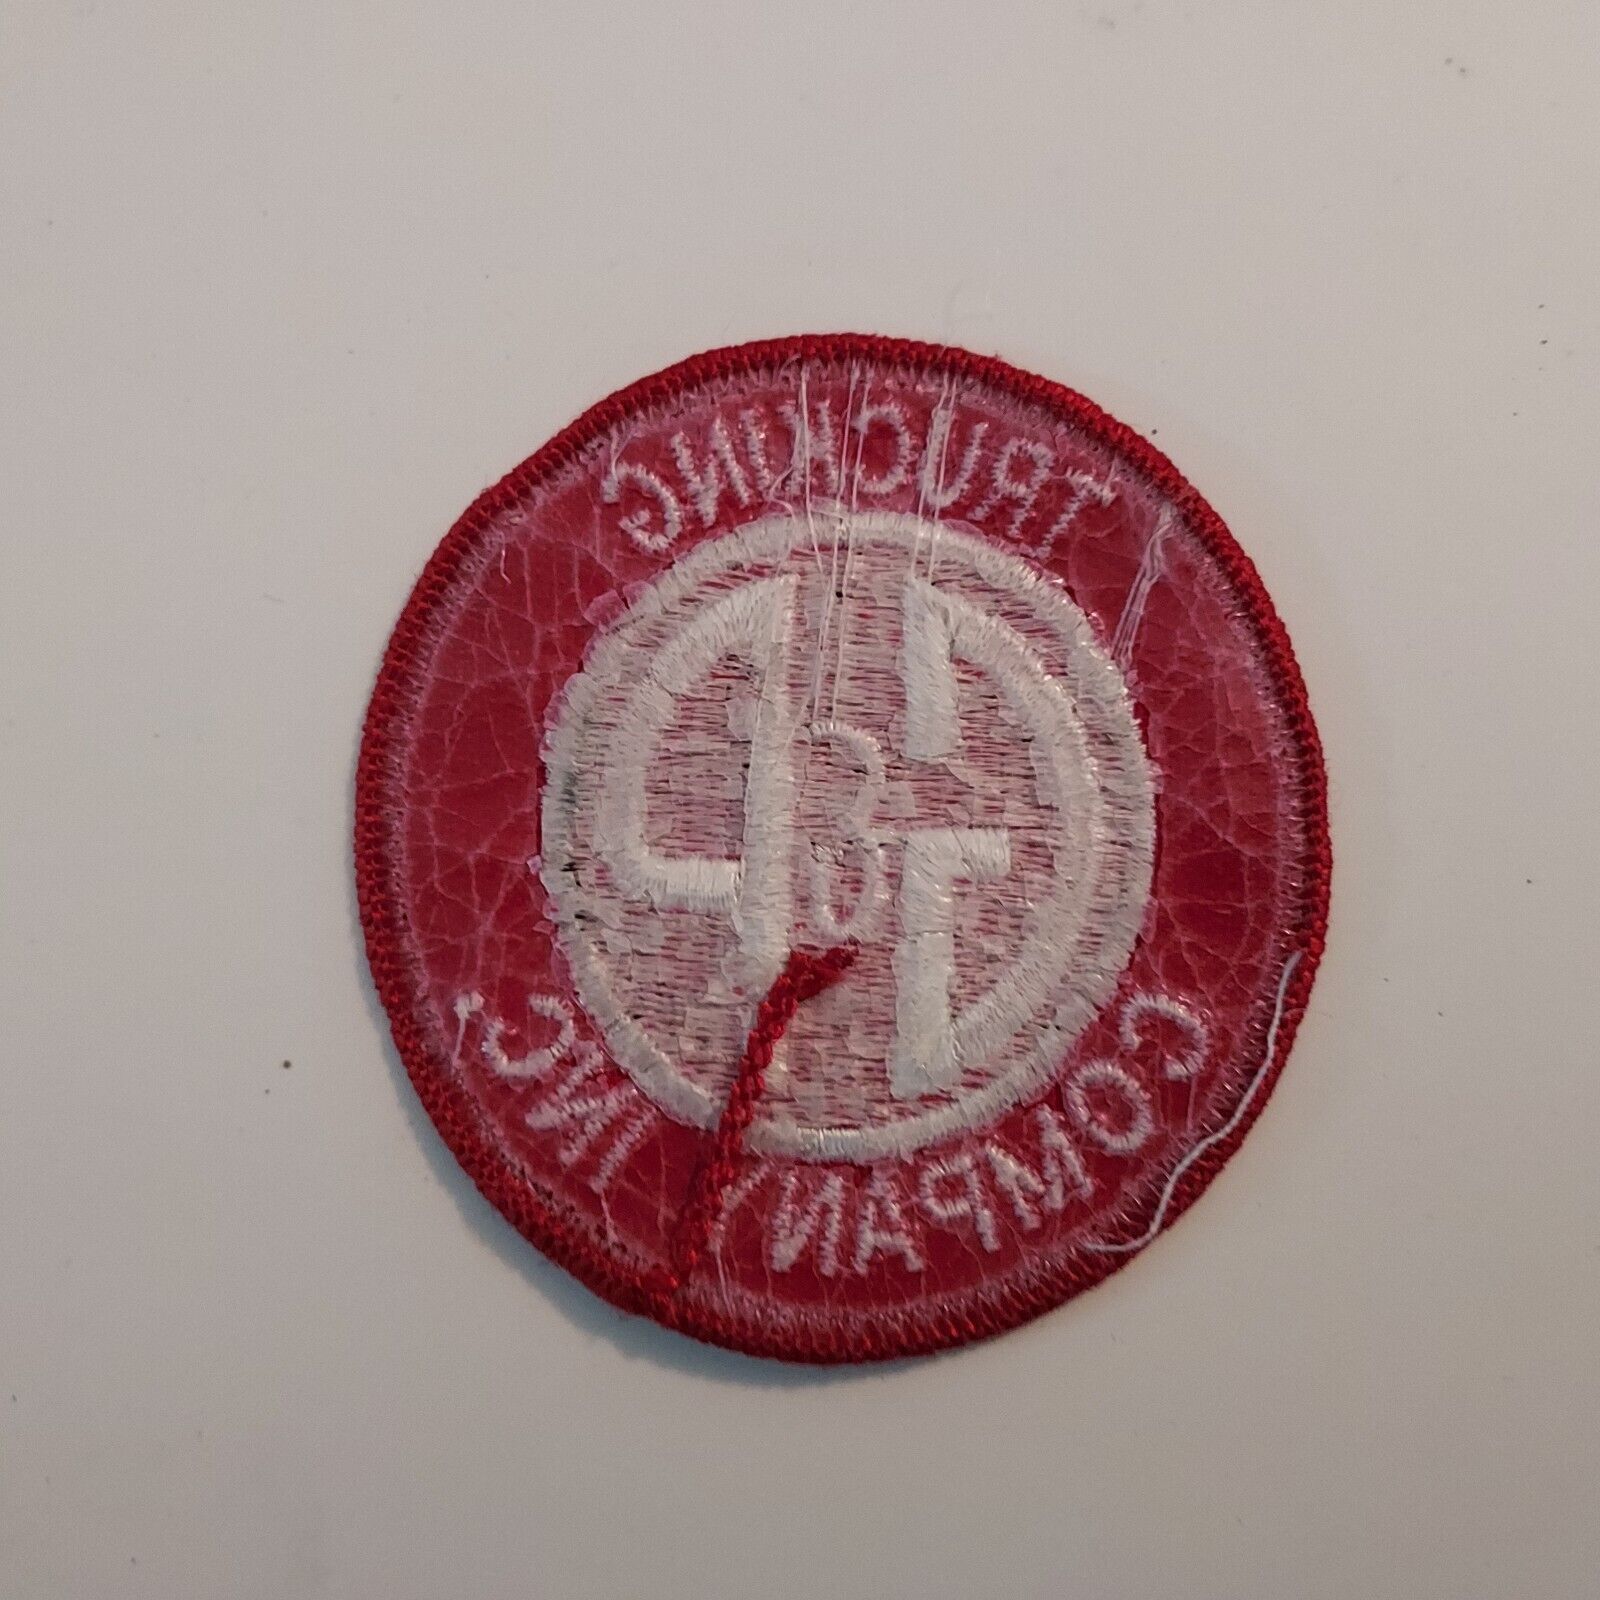 TRUCKING
G & P
COMPANY INC.